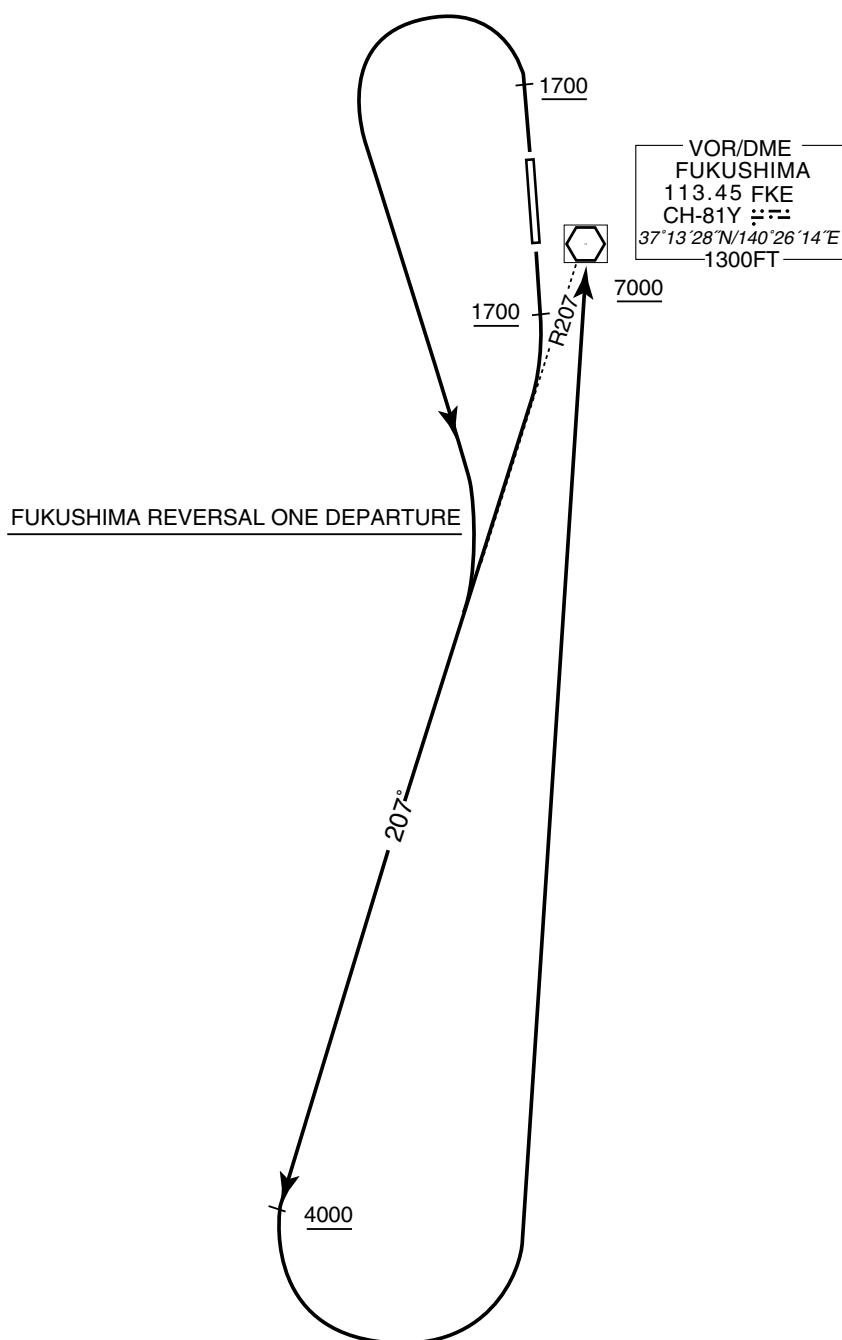 1700
VOR/DME
FUKUSHIMA
113.45 FKE
CH-81Y
37°13′28″N/140°26′14″E
1300FT
7000
1700
R207
FUKUSHIMA REVERSAL ONE DEPARTURE
207°
4000